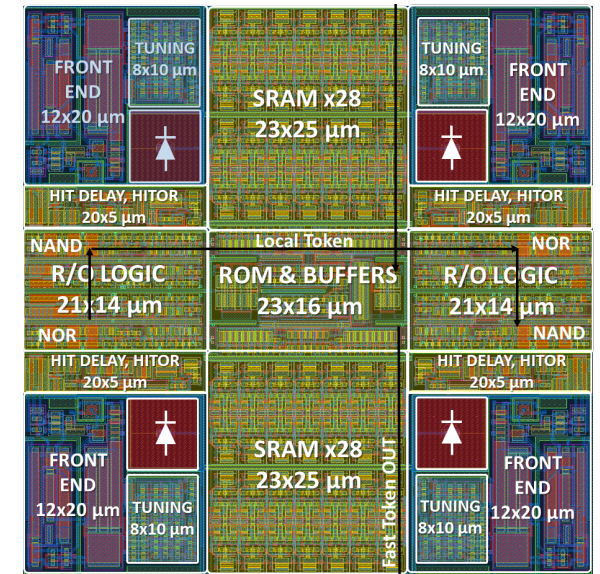 FRONT
END
12x20 µm
TUNING
8x10 µm
SRAM x28
23x25 µm
TUNING
8x10 µm
FRONT
END
12x20 µm
HIT DELAY, HITOR
20x5 µm
HIT DELAY, HITOR
20x5 µm
NAND
R/O LOGIC
21x14 µm
NOR
Local Token
ROM & BUFFERS
23x16 µm
NOR
R/O LOGIC
21x14 µm
NAND
HIT DELAY, HITOR
20x5 µm
HIT DELAY, HITOR
20x5 µm
FRONT
END
12x20 µm
TUNING
8x10 µm
SRAM x28
23x25 µm
Fast Token OUT
TUNING
8x10 µm
FRONT
END
12x20 µm